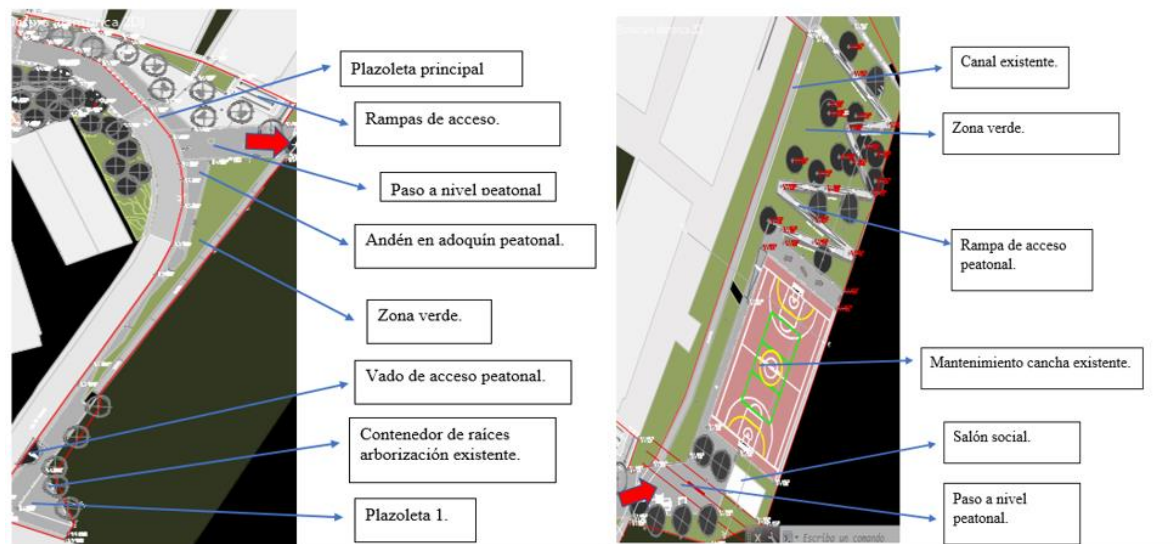 Plazoleta principal
Rampas de acceso.
Paso a nivel peatonal
Andén en adoquín peatonal.
Zona verde.
Vado de acceso peatonal.
Contenedor de raíces
arborización existente.
Plazoleta 1.
Canal existente.
Zona verde.
Rampa de acceso
peatonal.
Mantenimiento cancha existente.
Salón social.
Paso a nivel
peatonal.
Escriba un comando